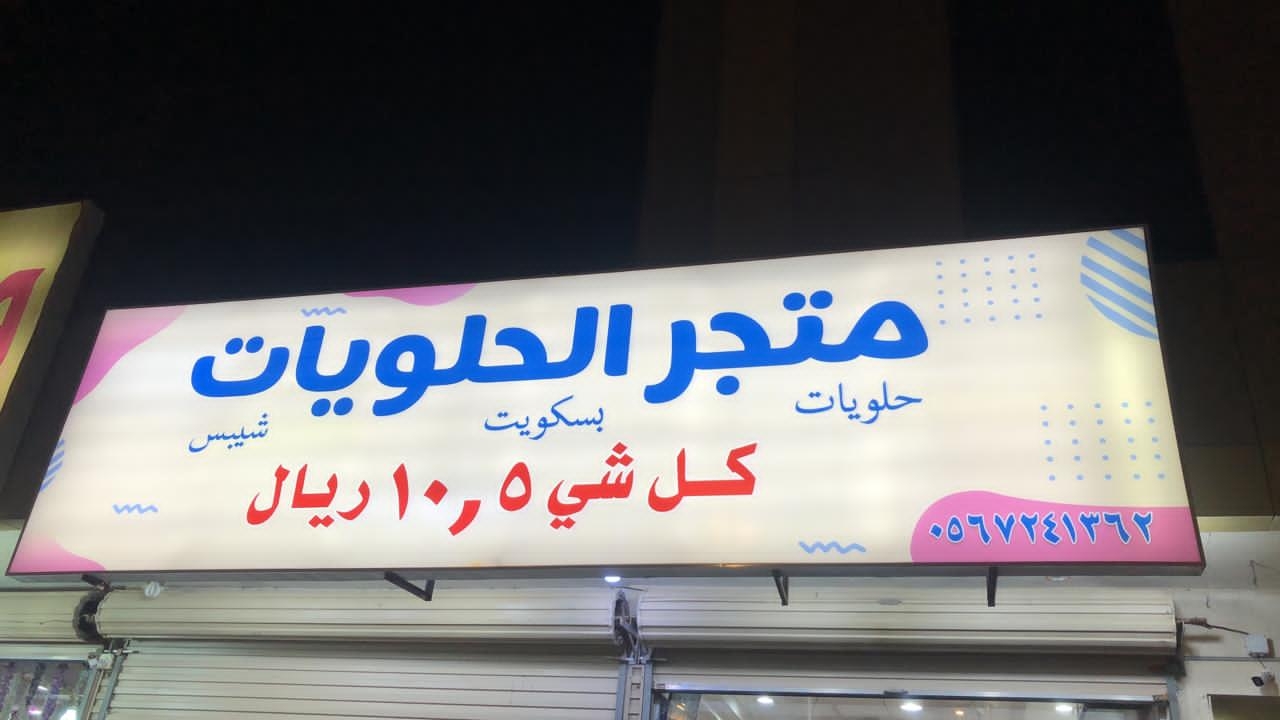 متجر الحلويات
حلويات بسكويت شيبس
كل شي ١٠,٥ ريال
٠٥٦٧٢٤١٣٦٢